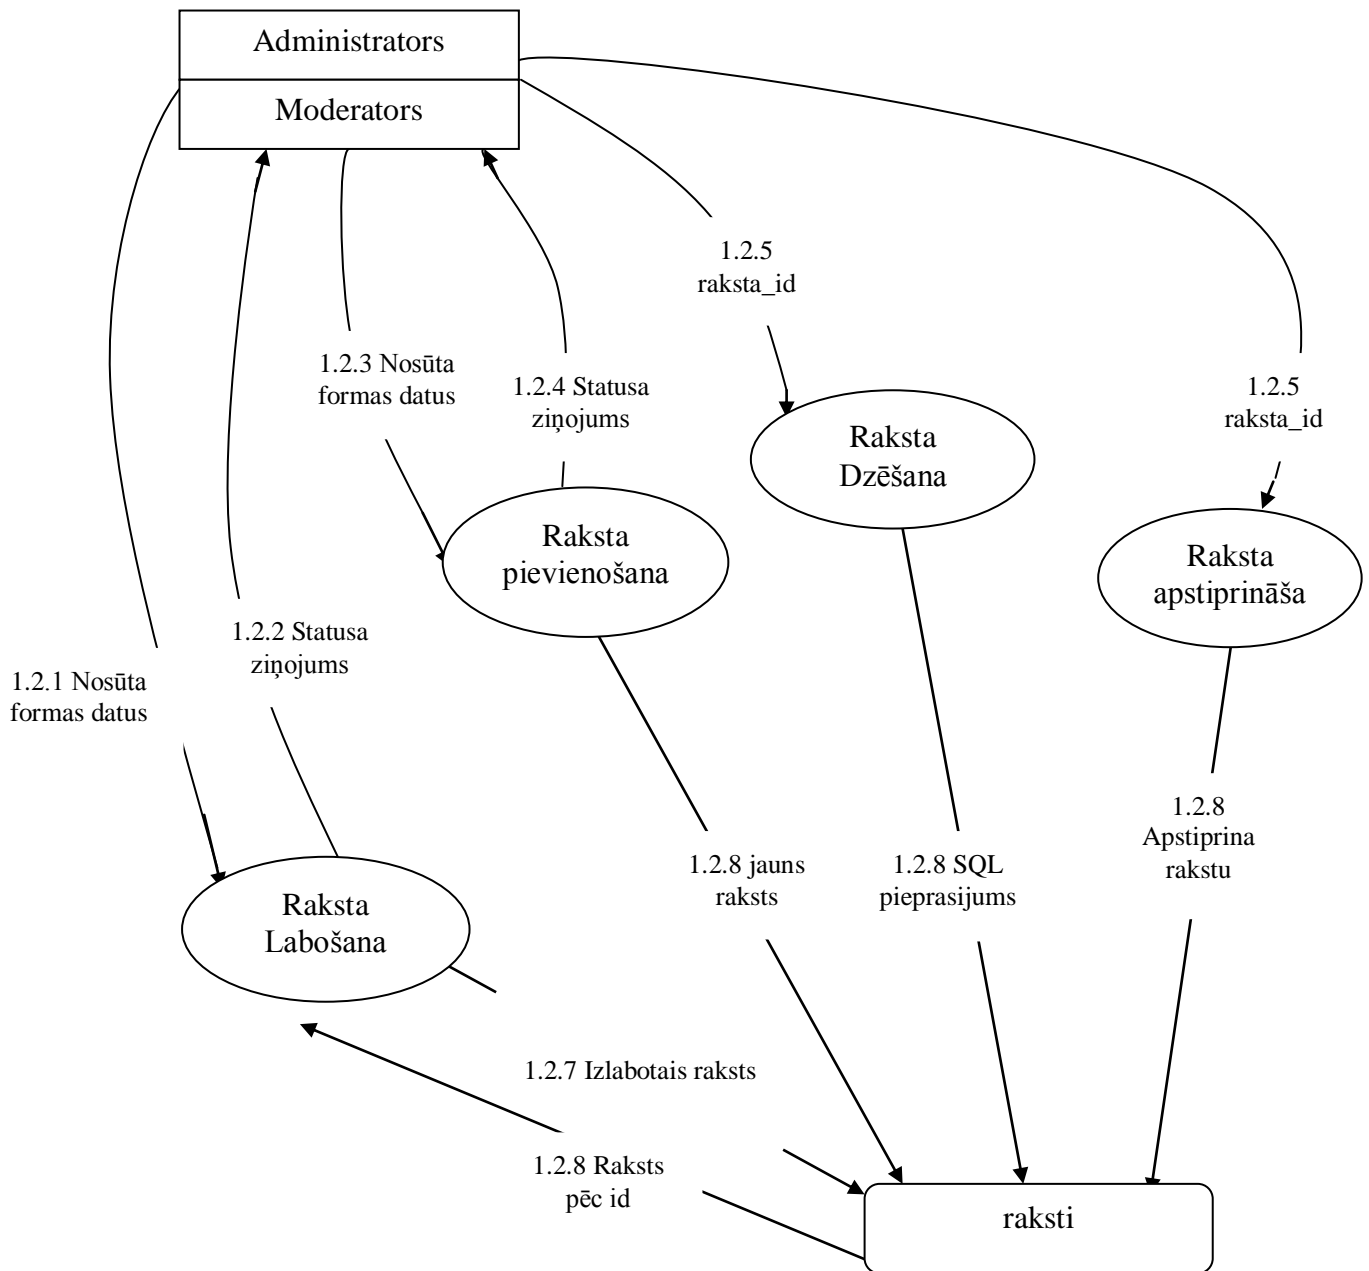 Administrators
Moderators
1.2.5
raksta_id
1.2.3 Nosūta
formas datus
1.2.4 Statusa
ziņojums
1.2.5
raksta_id
Raksta
Dzēšana
Raksta
pievienošana
Raksta
apstiprināša
1.2.2 Statusa
ziņojums
1.2.1 Nosūta
formas datus
1.2.8
Apstiprina
rakstu
1.2.8 jauns
raksts
1.2.8 SQL
pieprasijums
Raksta
Labošana
1.2.7 Izlabotais raksts
1.2.8 Raksts
pēc id
raksti